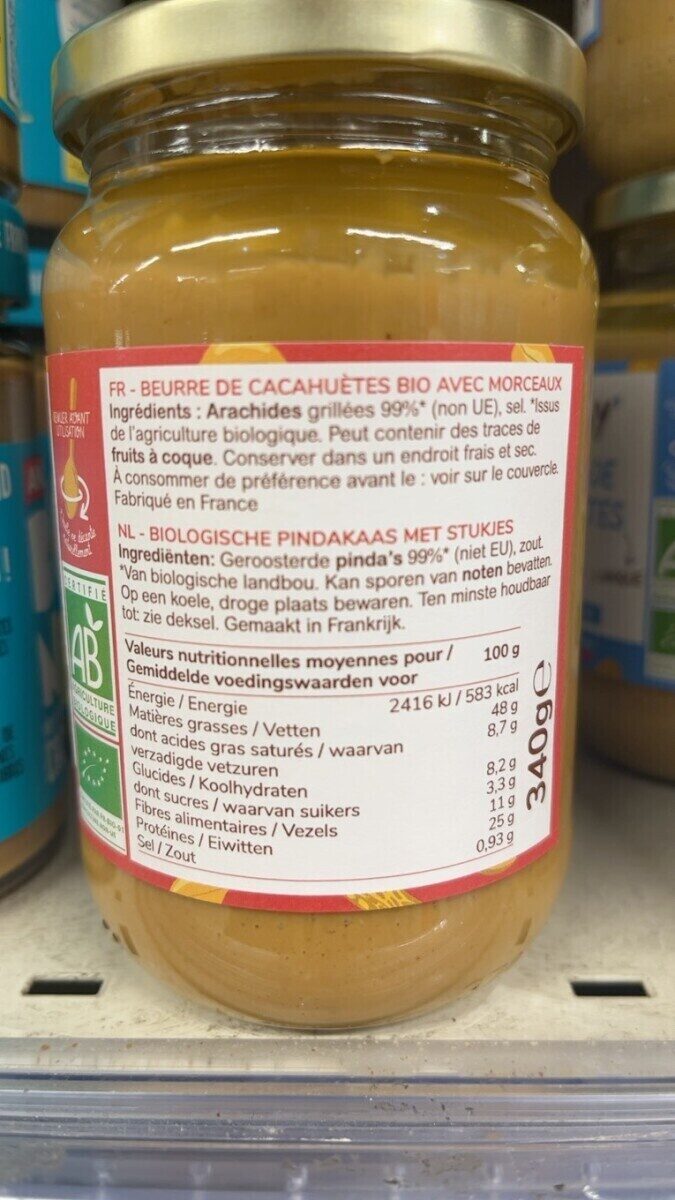 FR - BEURRE DE CACAHUÈTES BIO AVEC MORCEAUX
Ingrédients : Arachides grillées 99%* (non UE), sel. *Issus
de l'agriculture biologique. Peut contenir des traces de
fruits à coque. Conserver dans un endroit frais et sec.
À consommer de préférence avant le : voir sur le couvercle.
Fabriqué en France
NL - BIOLOGISCHE PINDAKAAS MET STUKJES
Ingrediënten: Geroosterde pinda's 99%* (niet EU), zout.
*Van biologische landbou. Kan sporen van noten bevatten.
Op een koele, droge plaats bewaren. Ten minste houdbaar
tot: zie deksel. Gemaakt in Frankrijk.
Valeurs nutritionnelles moyennes pour /
Gemiddelde voedingswaarden voor 100 g
Énergie / Energie 2416 kJ / 583 kcal
Matières grasses / Vetten 48 g
dont acides gras saturés / waarvan
verzadigde vetzuren 8,7 g
Glucides / Koolhydraten 8,2 g
dont sucres / waarvan suikers 3,3 g
Fibres alimentaires / Vezels 11 g
Protéines / Eiwitten 25 g
Sel / Zout 0,93 g
340g e
UTILISATION
CERTIFIÉ
AB
AGRICULTURE
BIOLOGIQUE